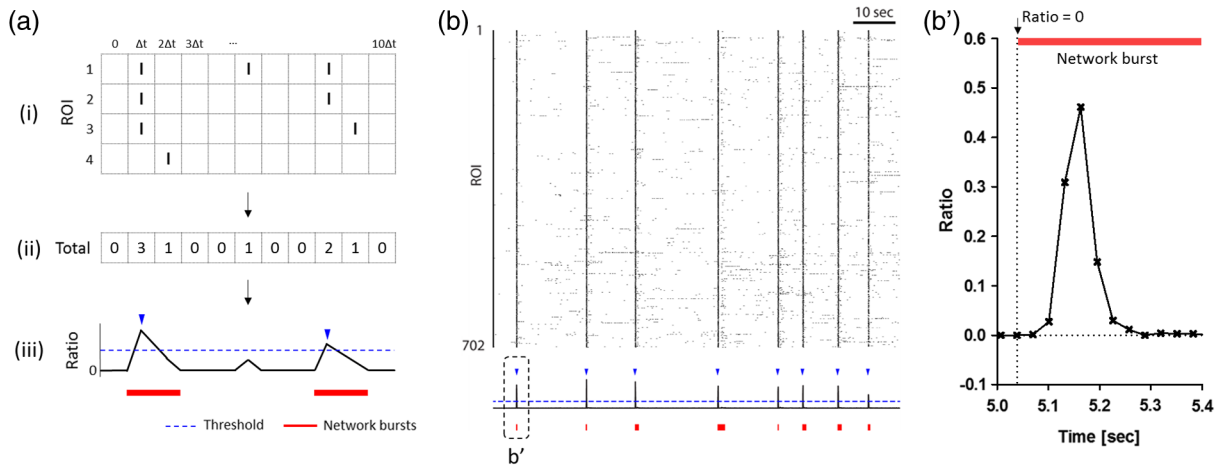 (a)
0 Δt 2Δt 3Δt ... 10Δt
(i)
ROI
1
2
3
4
(ii)
Total 0 3 1 0 0 1 0 0 2 1 0
(iii)
Ratio
0
Threshold
Network bursts
(b)
10 sec
1
ROI
702
b'
(b')
Ratio = 0
Network burst
0.6
0.5
0.4
0.3
0.2
0.1
0.0
-0.1
Ratio
5.0 5.1 5.2 5.3 5.4
Time [sec]